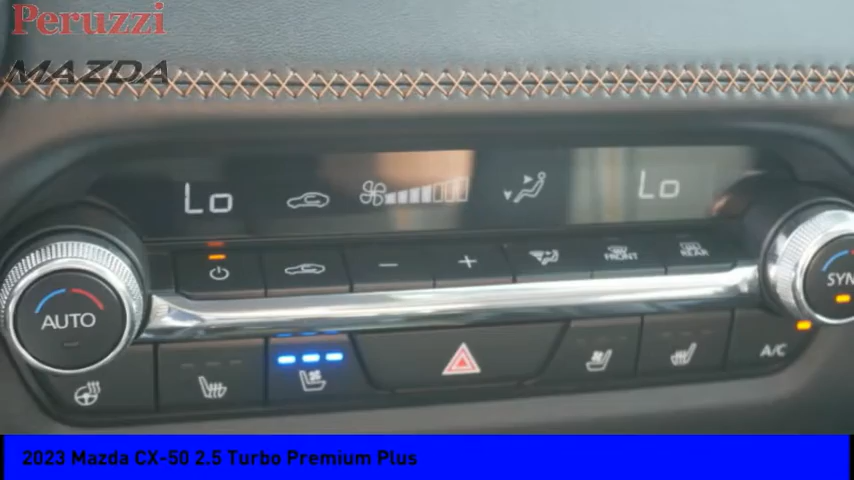 Peruzzi
MAZDA
Lo
Lo
FRONT
REAR
AUTO
SYN
A/C
2023 Mazda CX-50 2.5 Turbo Premium Plus